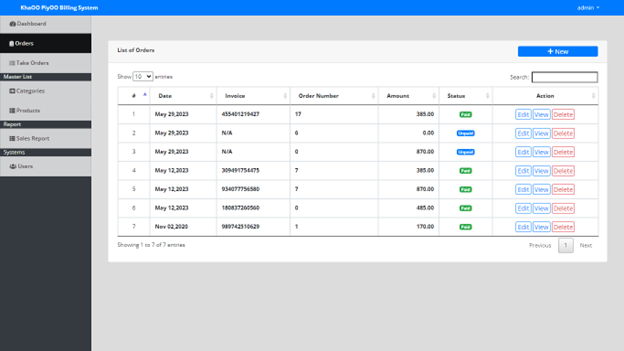 KhaOO PiyOO Billing System
admin
Dashboard
Orders
Take Orders
Master List
Categories
Products
Report
Sales Report
Systems
Users
List of Orders
+ New
Show 10 entries
Search:
# Date Invoice Order Number Amount Status Action
1 May 29,2023 455401219427 17 385.00 Paid Edit View Delete
2 May 29,2023 N/A 6 0.00 Unpaid Edit View Delete
3 May 29,2023 N/A 0 870.00 Unpaid Edit View Delete
4 May 12,2023 309491754475 7 385.00 Paid Edit View Delete
5 May 12,2023 934077756580 7 870.00 Paid Edit View Delete
6 May 12,2023 180837260560 0 485.00 Paid Edit View Delete
7 Nov 02,2020 989742510629 1 170.00 Paid Edit View Delete
Showing 1 to 7 of 7 entries
Previous 1 Next